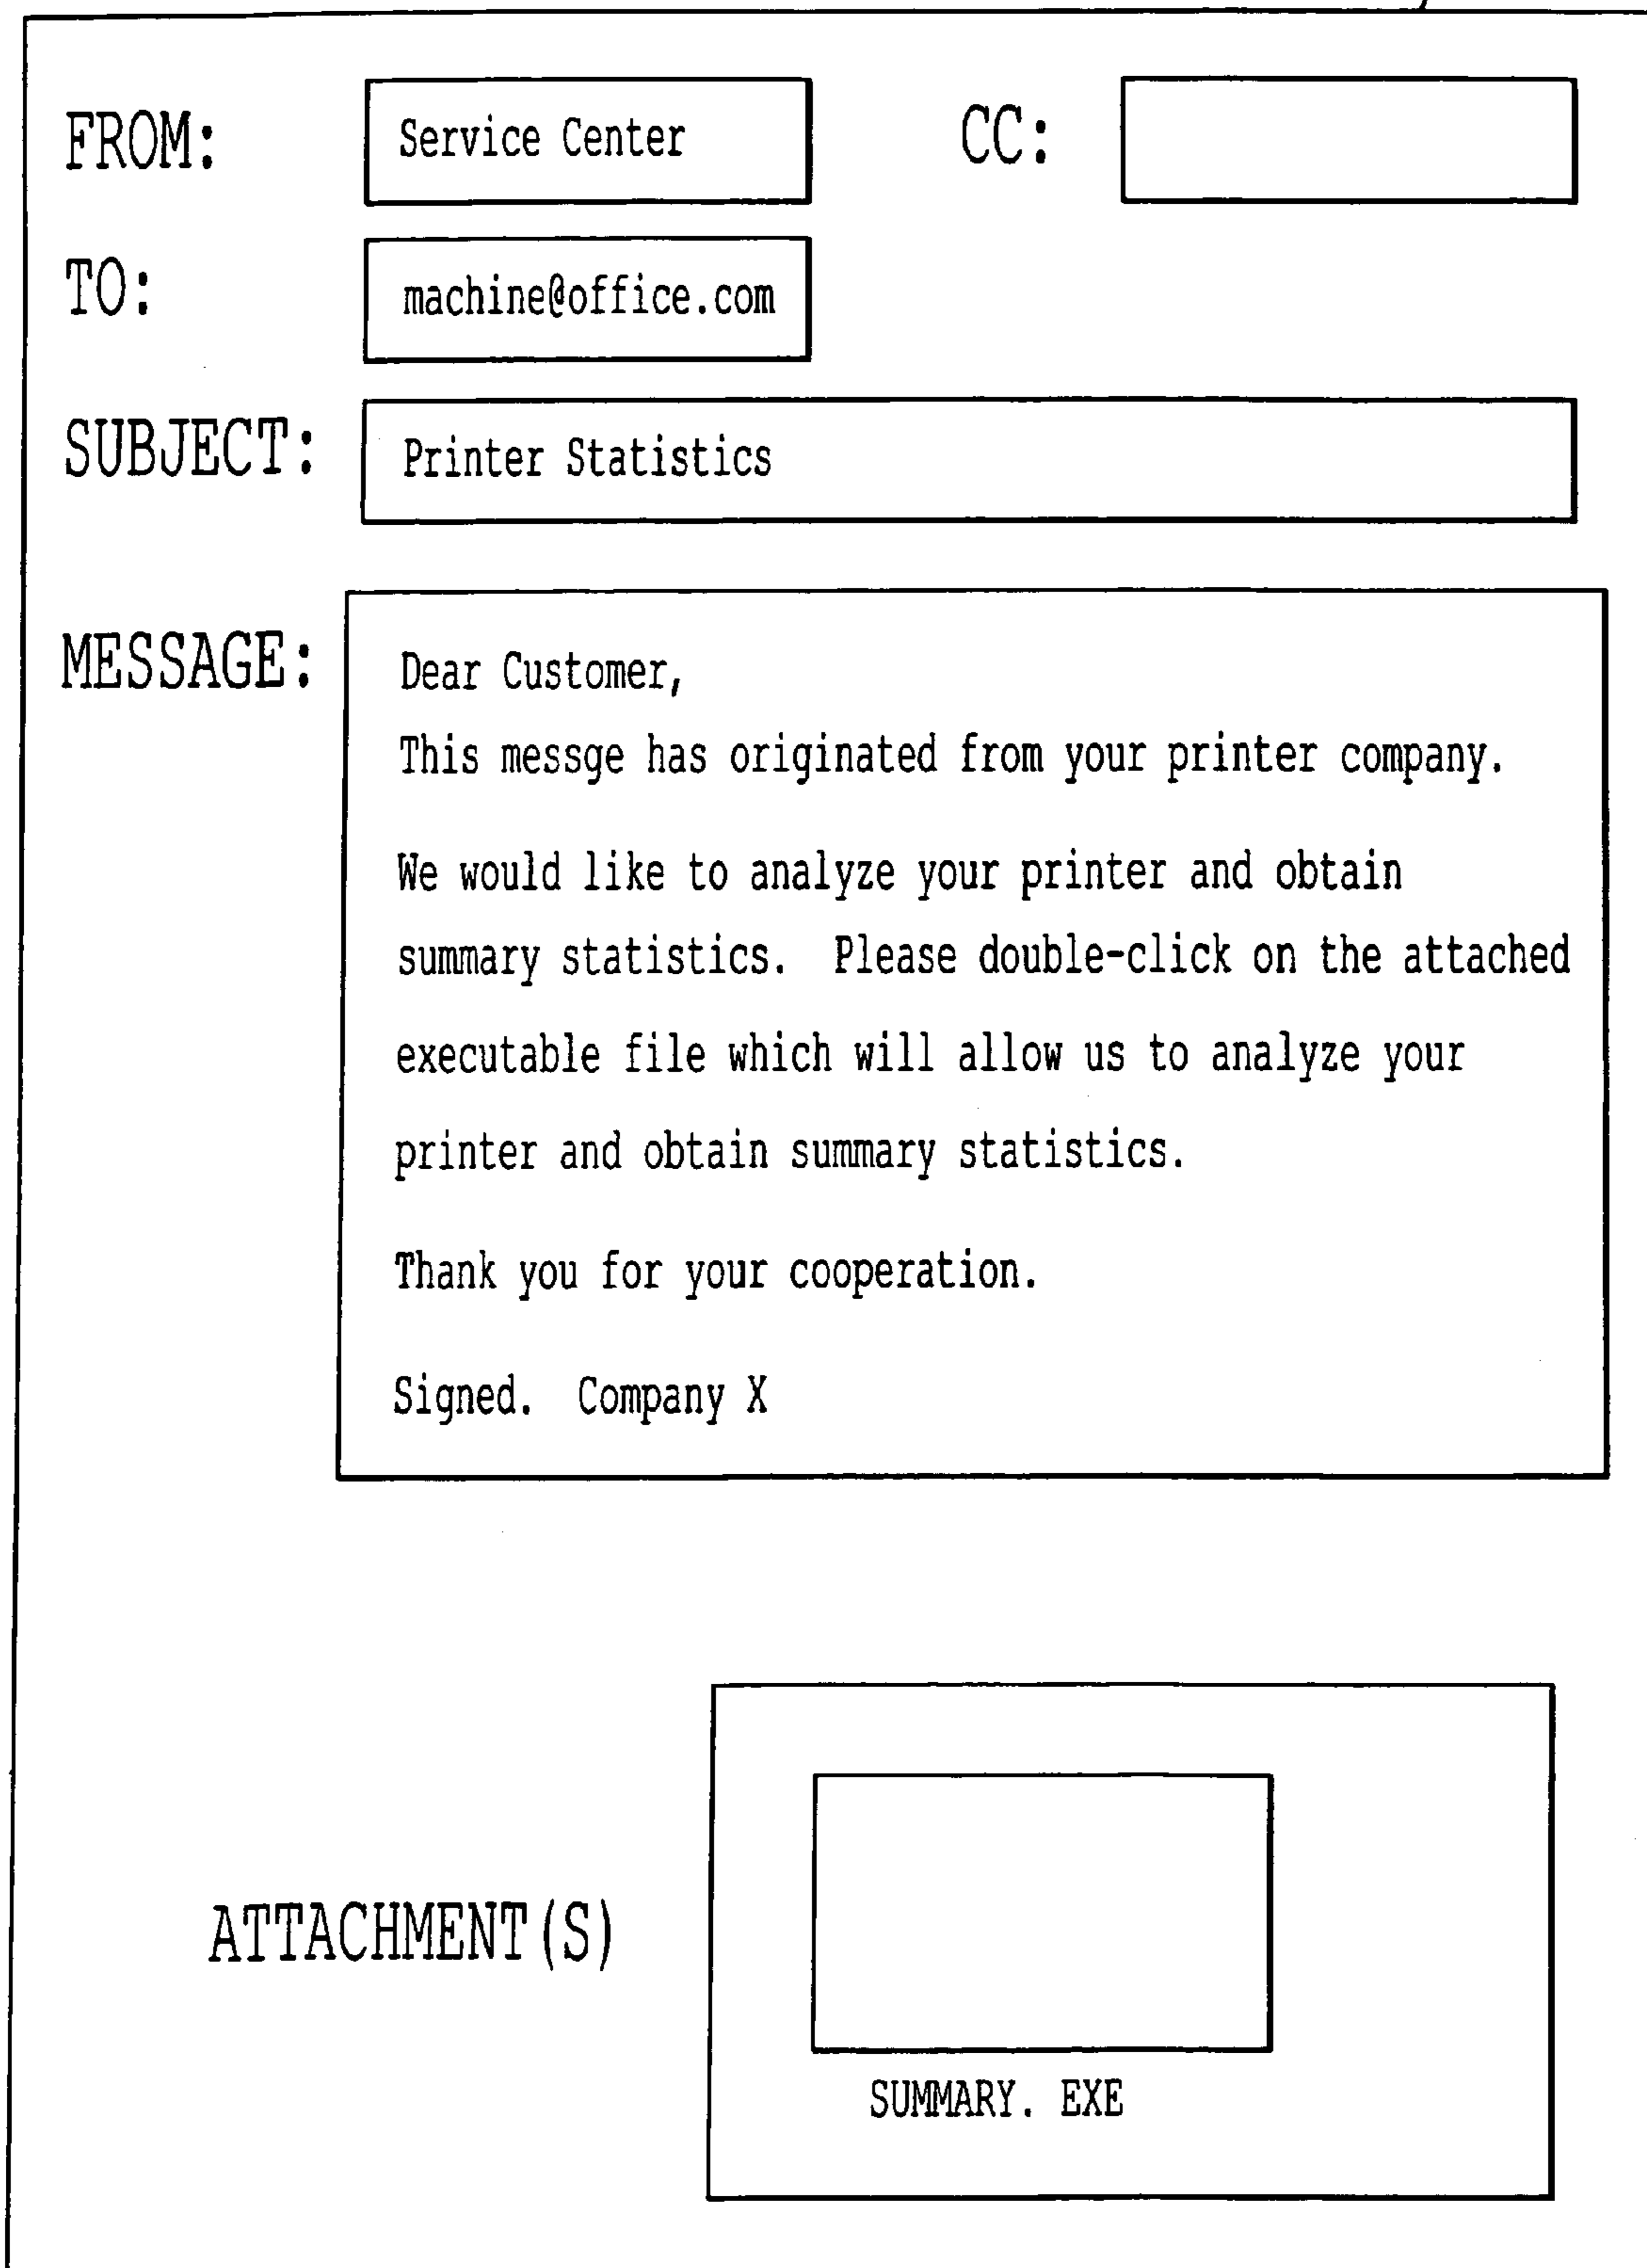 FROM: Service Center CC:
TO: machine@office.com
SUBJECT: Printer Statistics
MESSAGE: Dear Customer,
This messge has originated from your printer company.
We would like to analyze your printer and obtain
summary statistics. Please double-click on the attached
executable file which will allow us to analyze your
printer and obtain summary statistics.
Thank you for your cooperation.
Signed. Company X
ATTACHMENT(S)
SUMMARY. EXE